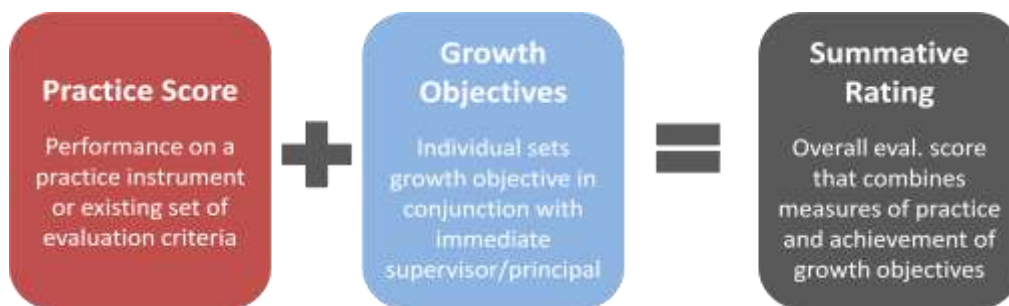 Practice Score
Performance on a
practice instrument
or existing set of
evaluation criteria
+
Growth
Objectives
Individual sets
growth objective in
conjunction with
immediate
supervisor/principal
=
Summative
Rating
Overall eval. score
that combines
measures of practice
and achievement of
growth objectives